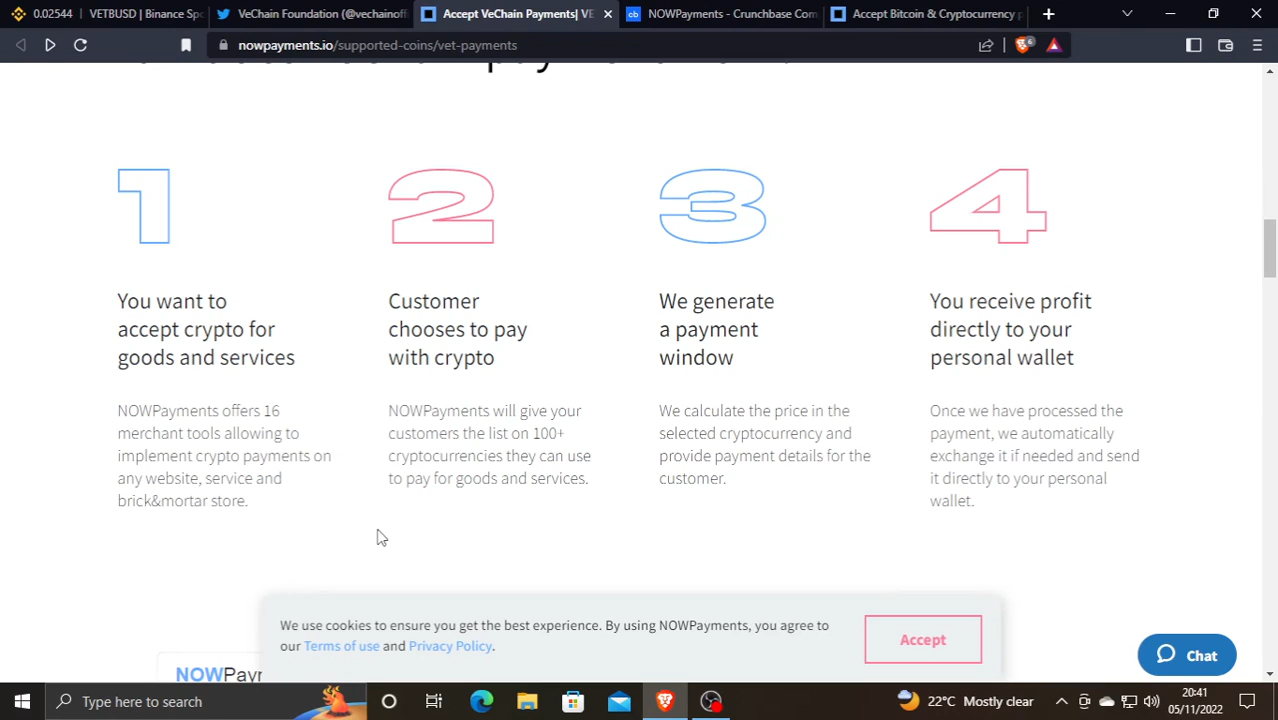 0.02544 | VETBUSD | Binance Spo
VeChain Foundation (@vechainoffi
Accept VeChain Payments| VE
NOWPayments - Crunchbase Com
Accept Bitcoin & Cryptocurrency p
nowpayments.io/supported-coins/vet-payments
6
1
2
3
4
You want to
accept crypto for
goods and services
NOWPayments offers 16
merchant tools allowing to
implement crypto payments on
any website, service and
brick&mortar store.
Customer
chooses to pay
with crypto
NOWPayments will give your
customers the list on 100+
cryptocurrencies they can use
to pay for goods and services.
We generate
a payment
window
We calculate the price in the
selected cryptocurrency and
provide payment details for the
customer.
You receive profit
directly to your
personal wallet
Once we have processed the
payment, we automatically
exchange it if needed and send
it directly to your personal
wallet.
We use cookies to ensure you get the best experience. By using NOWPayments, you agree to
our Terms of use and Privacy Policy.
Accept
Chat
NOWPaym
Type here to search
22°C Mostly clear
20:41
05/11/2022